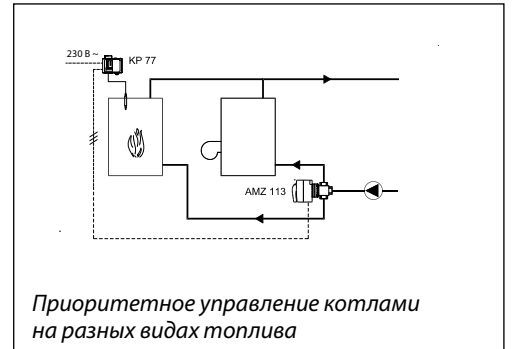 230 В ~
KP 77
AMZ 113
Приоритетное управление котлами
на разных видах топлива